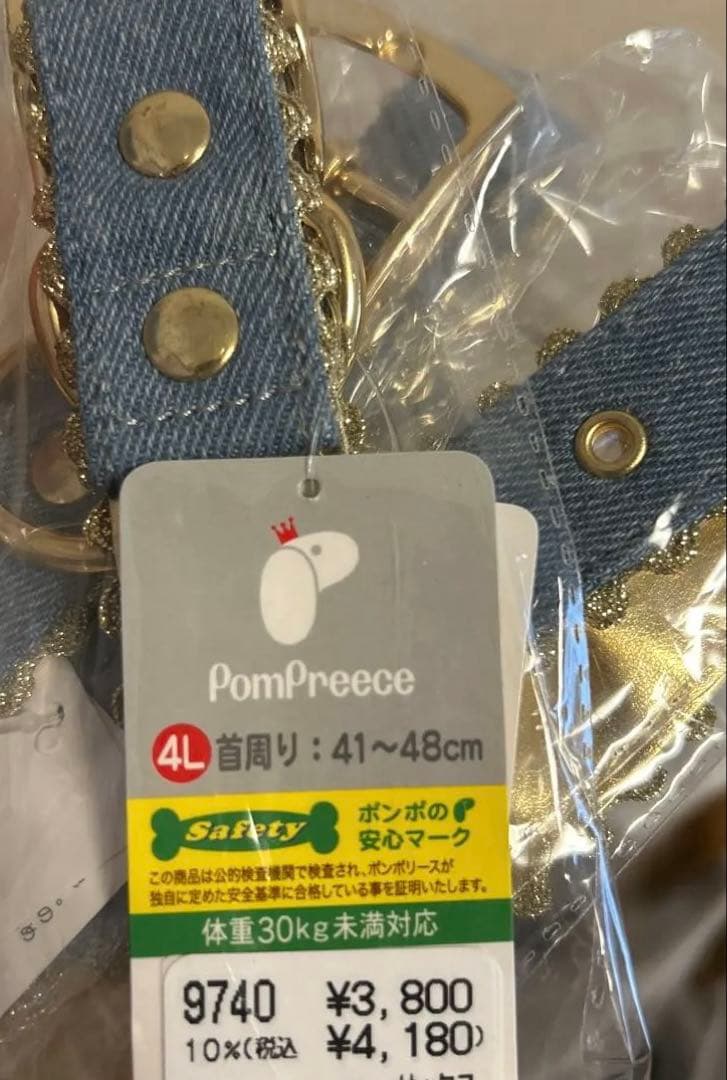 PomPreece
4L 首周り：41〜48cm
Safety
ポンポの
安心マーク
この商品は公的検査機関で検査され、ポンポリースが
独自に定めた安全基準に合格している事を証明いたします。
体重30kg未満対応
9740 ¥3,800
10%(税込 ¥4,180)